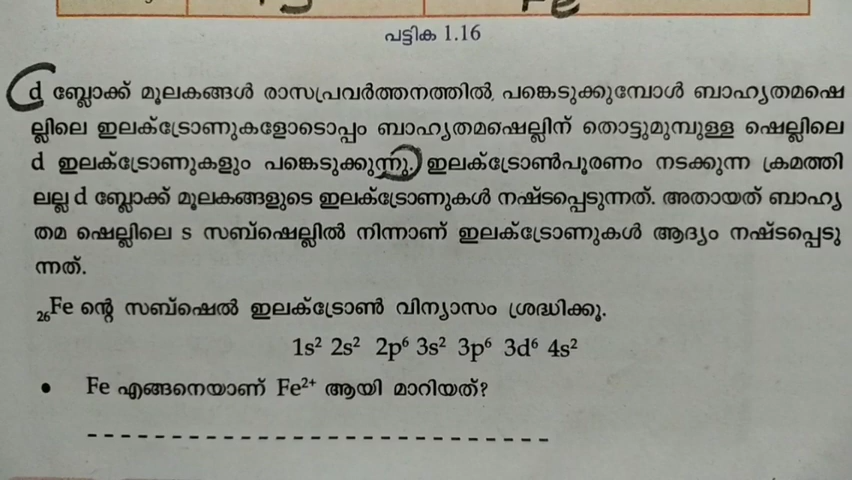 പട്ടിക 1.16
d ബ്ലോക്ക് മൂലകങ്ങൾ രാസപ്രവർത്തനത്തിൽ, പങ്കെടുക്കുമ്പോൾ ബാഹ്യതമഷെ
ല്ലിലെ ഇലക്ട്രോണുകളോടൊപ്പം ബാഹ്യതമഷെല്ലിന് തൊട്ടുമുമ്പുള്ള ഷെല്ലിലെ
d ഇലക്ട്രോണുകളും പങ്കെടുക്കുന്നു. ഇലക്ട്രോൺപൂരണം നടക്കുന്ന ക്രമത്തി
ലല്ല d ബ്ലോക്ക് മൂലകങ്ങളുടെ ഇലക്ട്രോണുകൾ നഷ്ടപ്പെടുന്നത്. അതായത് ബാഹ്യ
തമ ഷെല്ലിലെ s സബ്ഷെല്ലിൽ നിന്നാണ് ഇലക്ട്രോണുകൾ ആദ്യം നഷ്ടപ്പെടു
ന്നത്.
₂₆Fe ന്റെ സബ്ഷെൽ ഇലക്ട്രോൺ വിന്യാസം ശ്രദ്ധിക്കൂ.
1s² 2s² 2p⁶ 3s² 3p⁶ 3d⁶ 4s²
• Fe എങ്ങനെയാണ് Fe²⁺ ആയി മാറിയത്?